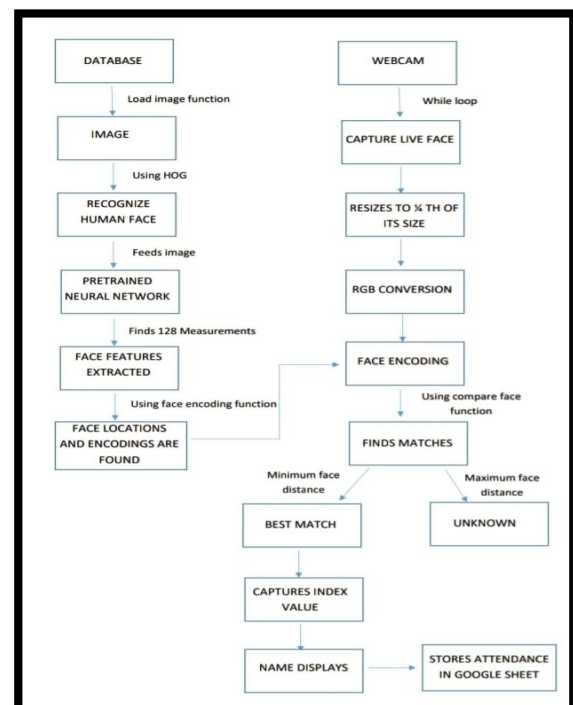 DATABASE
Load image function
IMAGE
Using HOG
RECOGNIZE
HUMAN FACE
Feeds image
PRETRAINED
NEURAL NETWORK
Finds 128 Measurements
FACE FEATURES
EXTRACTED
Using face encoding function
FACE LOCATIONS
AND ENCODINGS ARE
FOUND
WEBCAM
While loop
CAPTURE LIVE FACE
RESIZES TO ¼ TH OF
ITS SIZE
RGB CONVERSION
FACE ENCODING
Using compare face
function
FINDS MATCHES
Minimum face
distance
Maximum face
distance
BEST MATCH
UNKNOWN
CAPTURES INDEX
VALUE
NAME DISPLAYS
STORES ATTENDANCE
IN GOOGLE SHEET